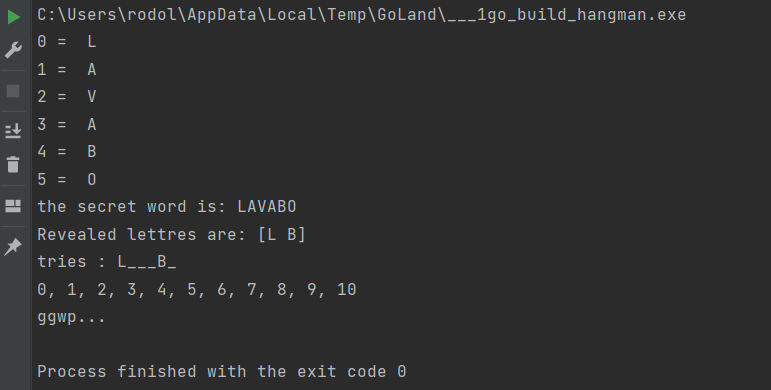 C:\Users\rodol\AppData\Local\Temp\GoLand\___1go_build_hangman.exe
0 =  L
1 =  A
2 =  V
3 =  A
4 =  B
5 =  O
the secret word is: LAVABO
Revealed lettres are: [L B]
tries : L___B_
0, 1, 2, 3, 4, 5, 6, 7, 8, 9, 10
ggwp...
Process finished with the exit code 0